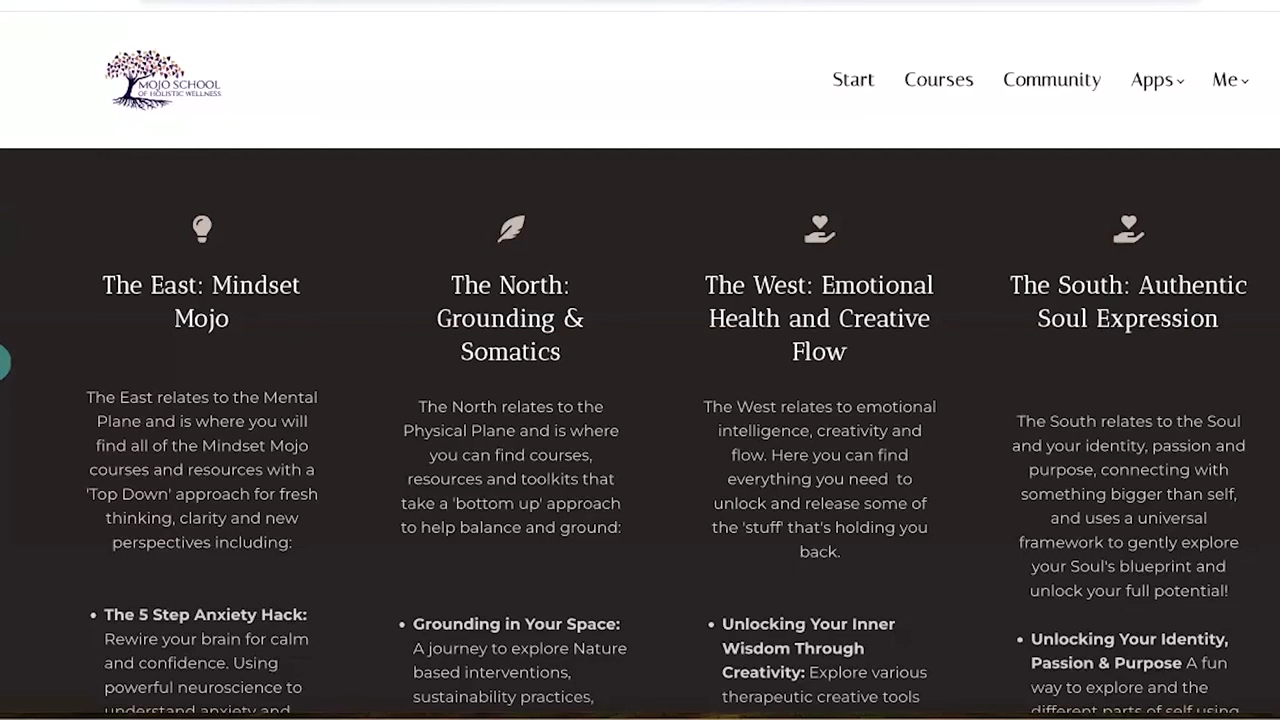 MOJO SCHOOL
OF HOLISTIC WELLNESS
Start Courses Community Apps Me
The East: Mindset
Mojo
The East relates to the Mental
Plane and is where you will
find all of the Mindset Mojo
courses and resources with a
'Top Down' approach for fresh
thinking, clarity and new
perspectives including:
• The 5 Step Anxiety Hack:
Rewire your brain for calm
and confidence. Using
powerful neuroscience to
understand anxiety and
The North:
Grounding &
Somatics
The North relates to the
Physical Plane and is where
you can find courses,
resources and toolkits that
take a 'bottom up' approach
to help balance and ground:
• Grounding in Your Space:
A journey to explore Nature
based interventions,
sustainability practices,
The West: Emotional
Health and Creative
Flow
The West relates to emotional
intelligence, creativity and
flow. Here you can find
everything you need to
unlock and release some of
the 'stuff' that's holding you
back.
• Unlocking Your Inner
Wisdom Through
Creativity: Explore various
therapeutic creative tools
The South: Authentic
Soul Expression
The South relates to the Soul
and your identity, passion and
purpose, connecting with
something bigger than self,
and uses a universal
framework to gently explore
your Soul's blueprint and
unlock your full potential!
• Unlocking Your Identity,
Passion & Purpose A fun
way to explore and the
different parts of self using